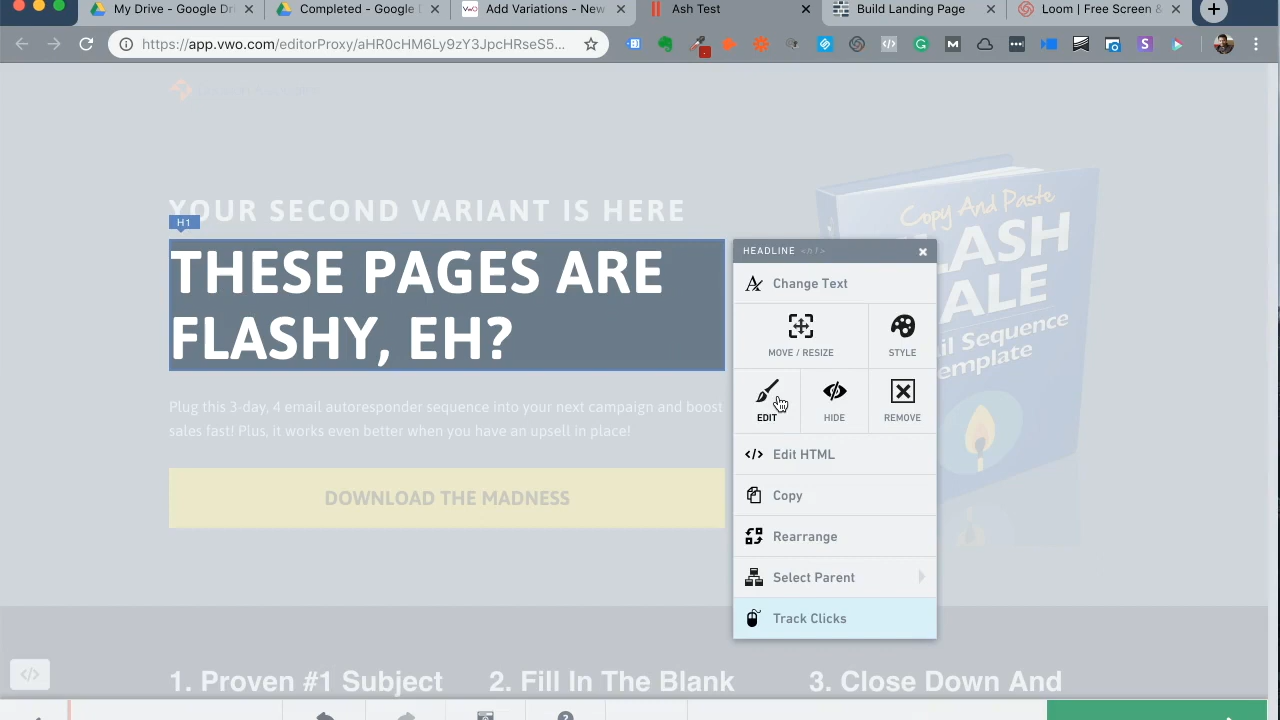 My Drive - Google Dri
Completed - Google D
Add Variations - New
Ash Test
Build Landing Page
Loom | Free Screen &
https://app.vwo.com/editorProxy/aHR0cHM6Ly9zY3JpcHRseS5...
YOUR SECOND VARIANT IS HERE
H1
THESE PAGES ARE
FLASHY, EH?
Plug this 3-day, 4 email autoresponder sequence into your next campaign and boost
sales fast! Plus, it works even better when you have an upsell in place!
DOWNLOAD THE MADNESS
HEADLINE <h1>
Change Text
MOVE / RESIZE
STYLE
EDIT
HIDE
REMOVE
Edit HTML
Copy
Rearrange
Select Parent
Track Clicks
Copy And Paste
LASH
ALE
il Sequence
emplate
1. Proven #1 Subject
2. Fill In The Blank
3. Close Down And